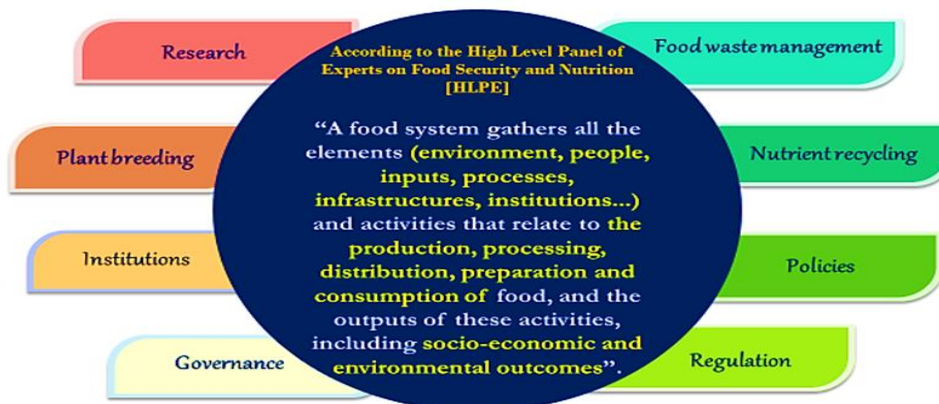 Research
Plant breeding
Institutions
Governance
According to the High Level Panel of
Experts on Food Security and Nutrition
[HLPE]
“A food system gathers all the
elements (environment, people,
inputs, processes,
infrastructures, institutions...)
and activities that relate to the
production, processing,
distribution, preparation and
consumption of food, and the
outputs of these activities,
including socio-economic and
environmental outcomes”.
Food waste management
Nutrient recycling
Policies
Regulation